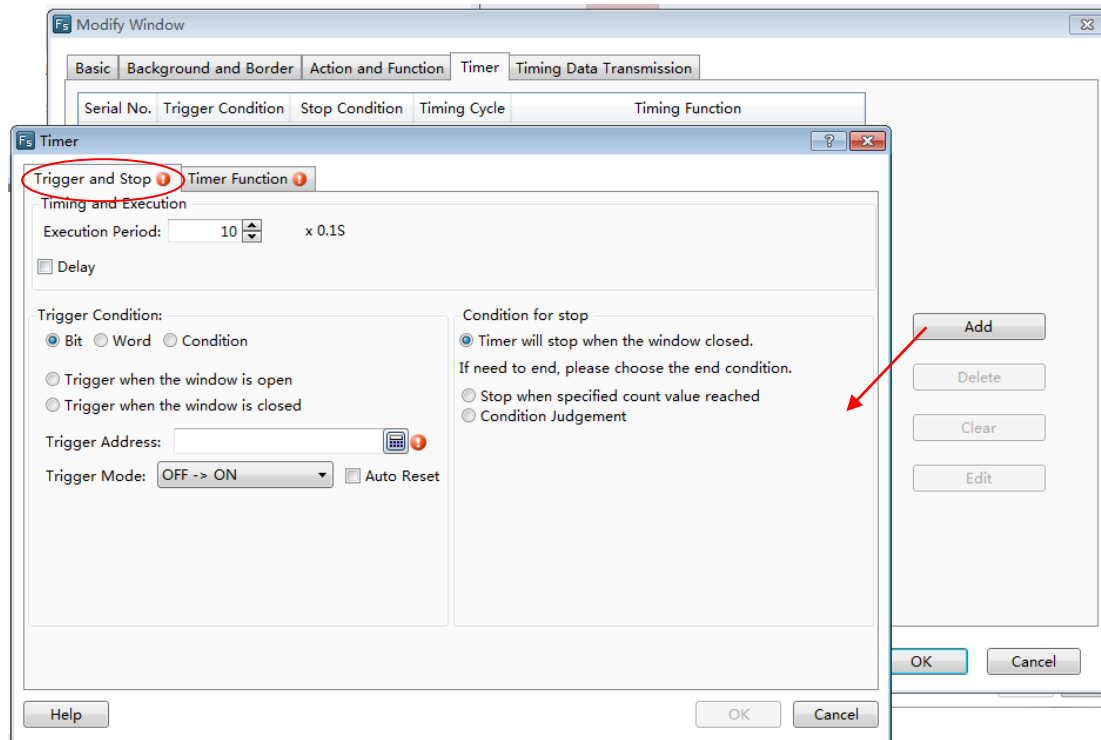 Fs Modify Window
Basic Background and Border Action and Function Timer Timing Data Transmission
Serial No. Trigger Condition Stop Condition Timing Cycle Timing Function
Fs Timer
Trigger and Stop Timer Function
Timing and Execution
Execution Period: 10 x 0.1S
Delay
Trigger Condition:
Bit Word Condition
Trigger when the window is open
Trigger when the window is closed
Trigger Address:
Trigger Mode: OFF -> ON Auto Reset
Condition for stop
Timer will stop when the window closed.
If need to end, please choose the end condition.
Stop when specified count value reached
Condition Judgement
Add
Delete
Clear
Edit
OK Cancel
Help OK Cancel